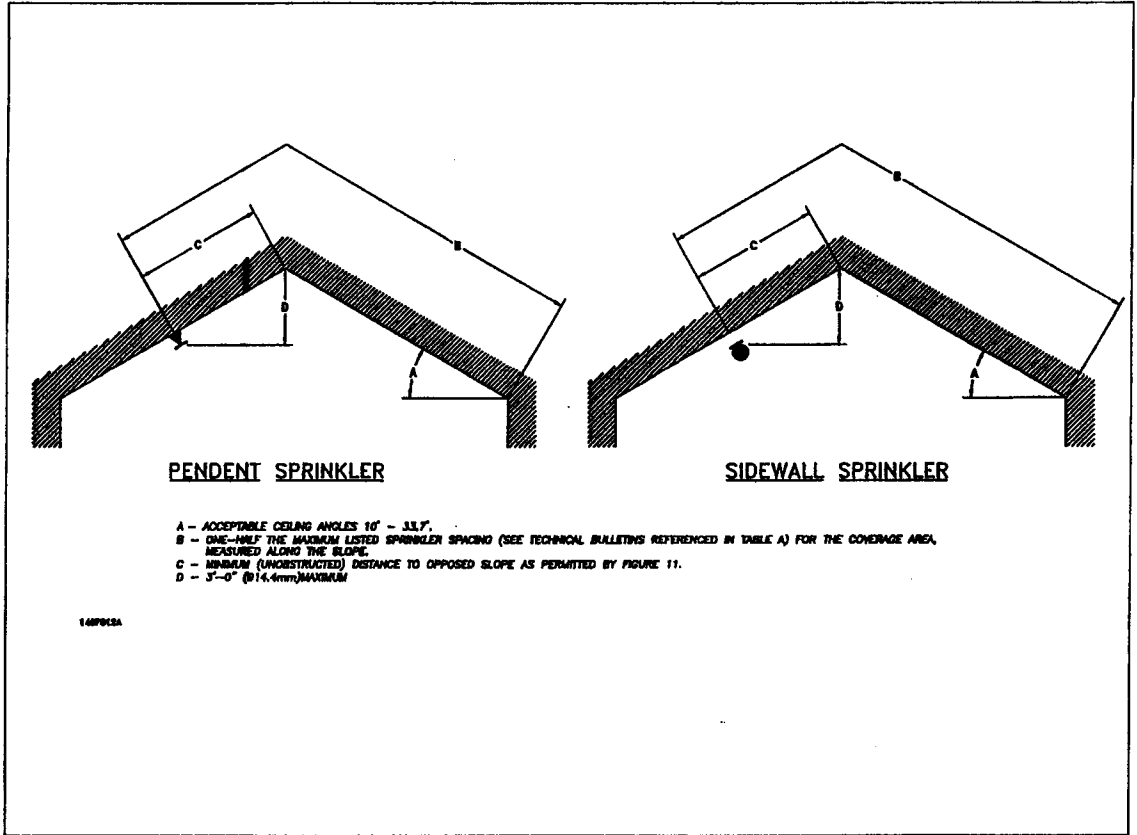 B
B
C
C
D
D
A
A
PENDENT SPRINKLER
SIDEWALL SPRINKLER
A – ACCEPTABLE CEILING ANGLES 10° – 33.7°.
B – ONE-HALF THE MAXIMUM LISTED SPRINKLER SPACING (SEE TECHNICAL BULLETINS REFERENCED IN TABLE A) FOR THE COVERAGE AREA,
MEASURED ALONG THE SLOPE.
C – MINIMUM (UNOBSTRUCTED) DISTANCE TO OPPOSED SLOPE AS PERMITTED BY FIGURE 11.
D – 3'-0" (914.4mm)MAXIMUM